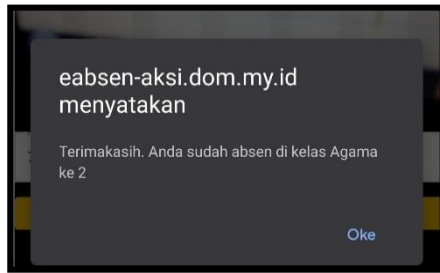 eabsen-aksi.dom.my.id
menyatakan
Terimakasih. Anda sudah absen di kelas Agama
ke 2
Oke